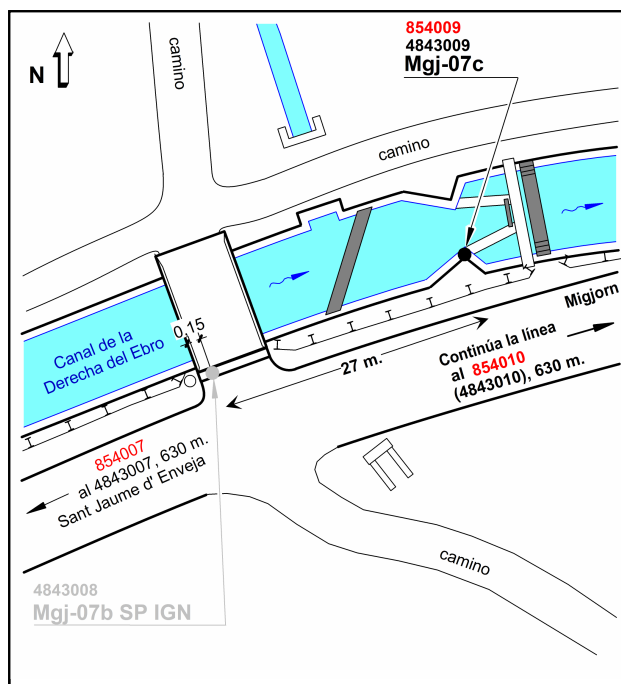 854009
4843009
Mgj-07c
N
camino
camino
Canal de la
Derecha del Ebro
0,15
27 m.
Migjorn
Continúa la línea
al 854010
(4843010), 630 m.
854007
al 4843007, 630 m.
Sant Jaume d' Enveja
camino
4843008
Mgj-07b SP IGN